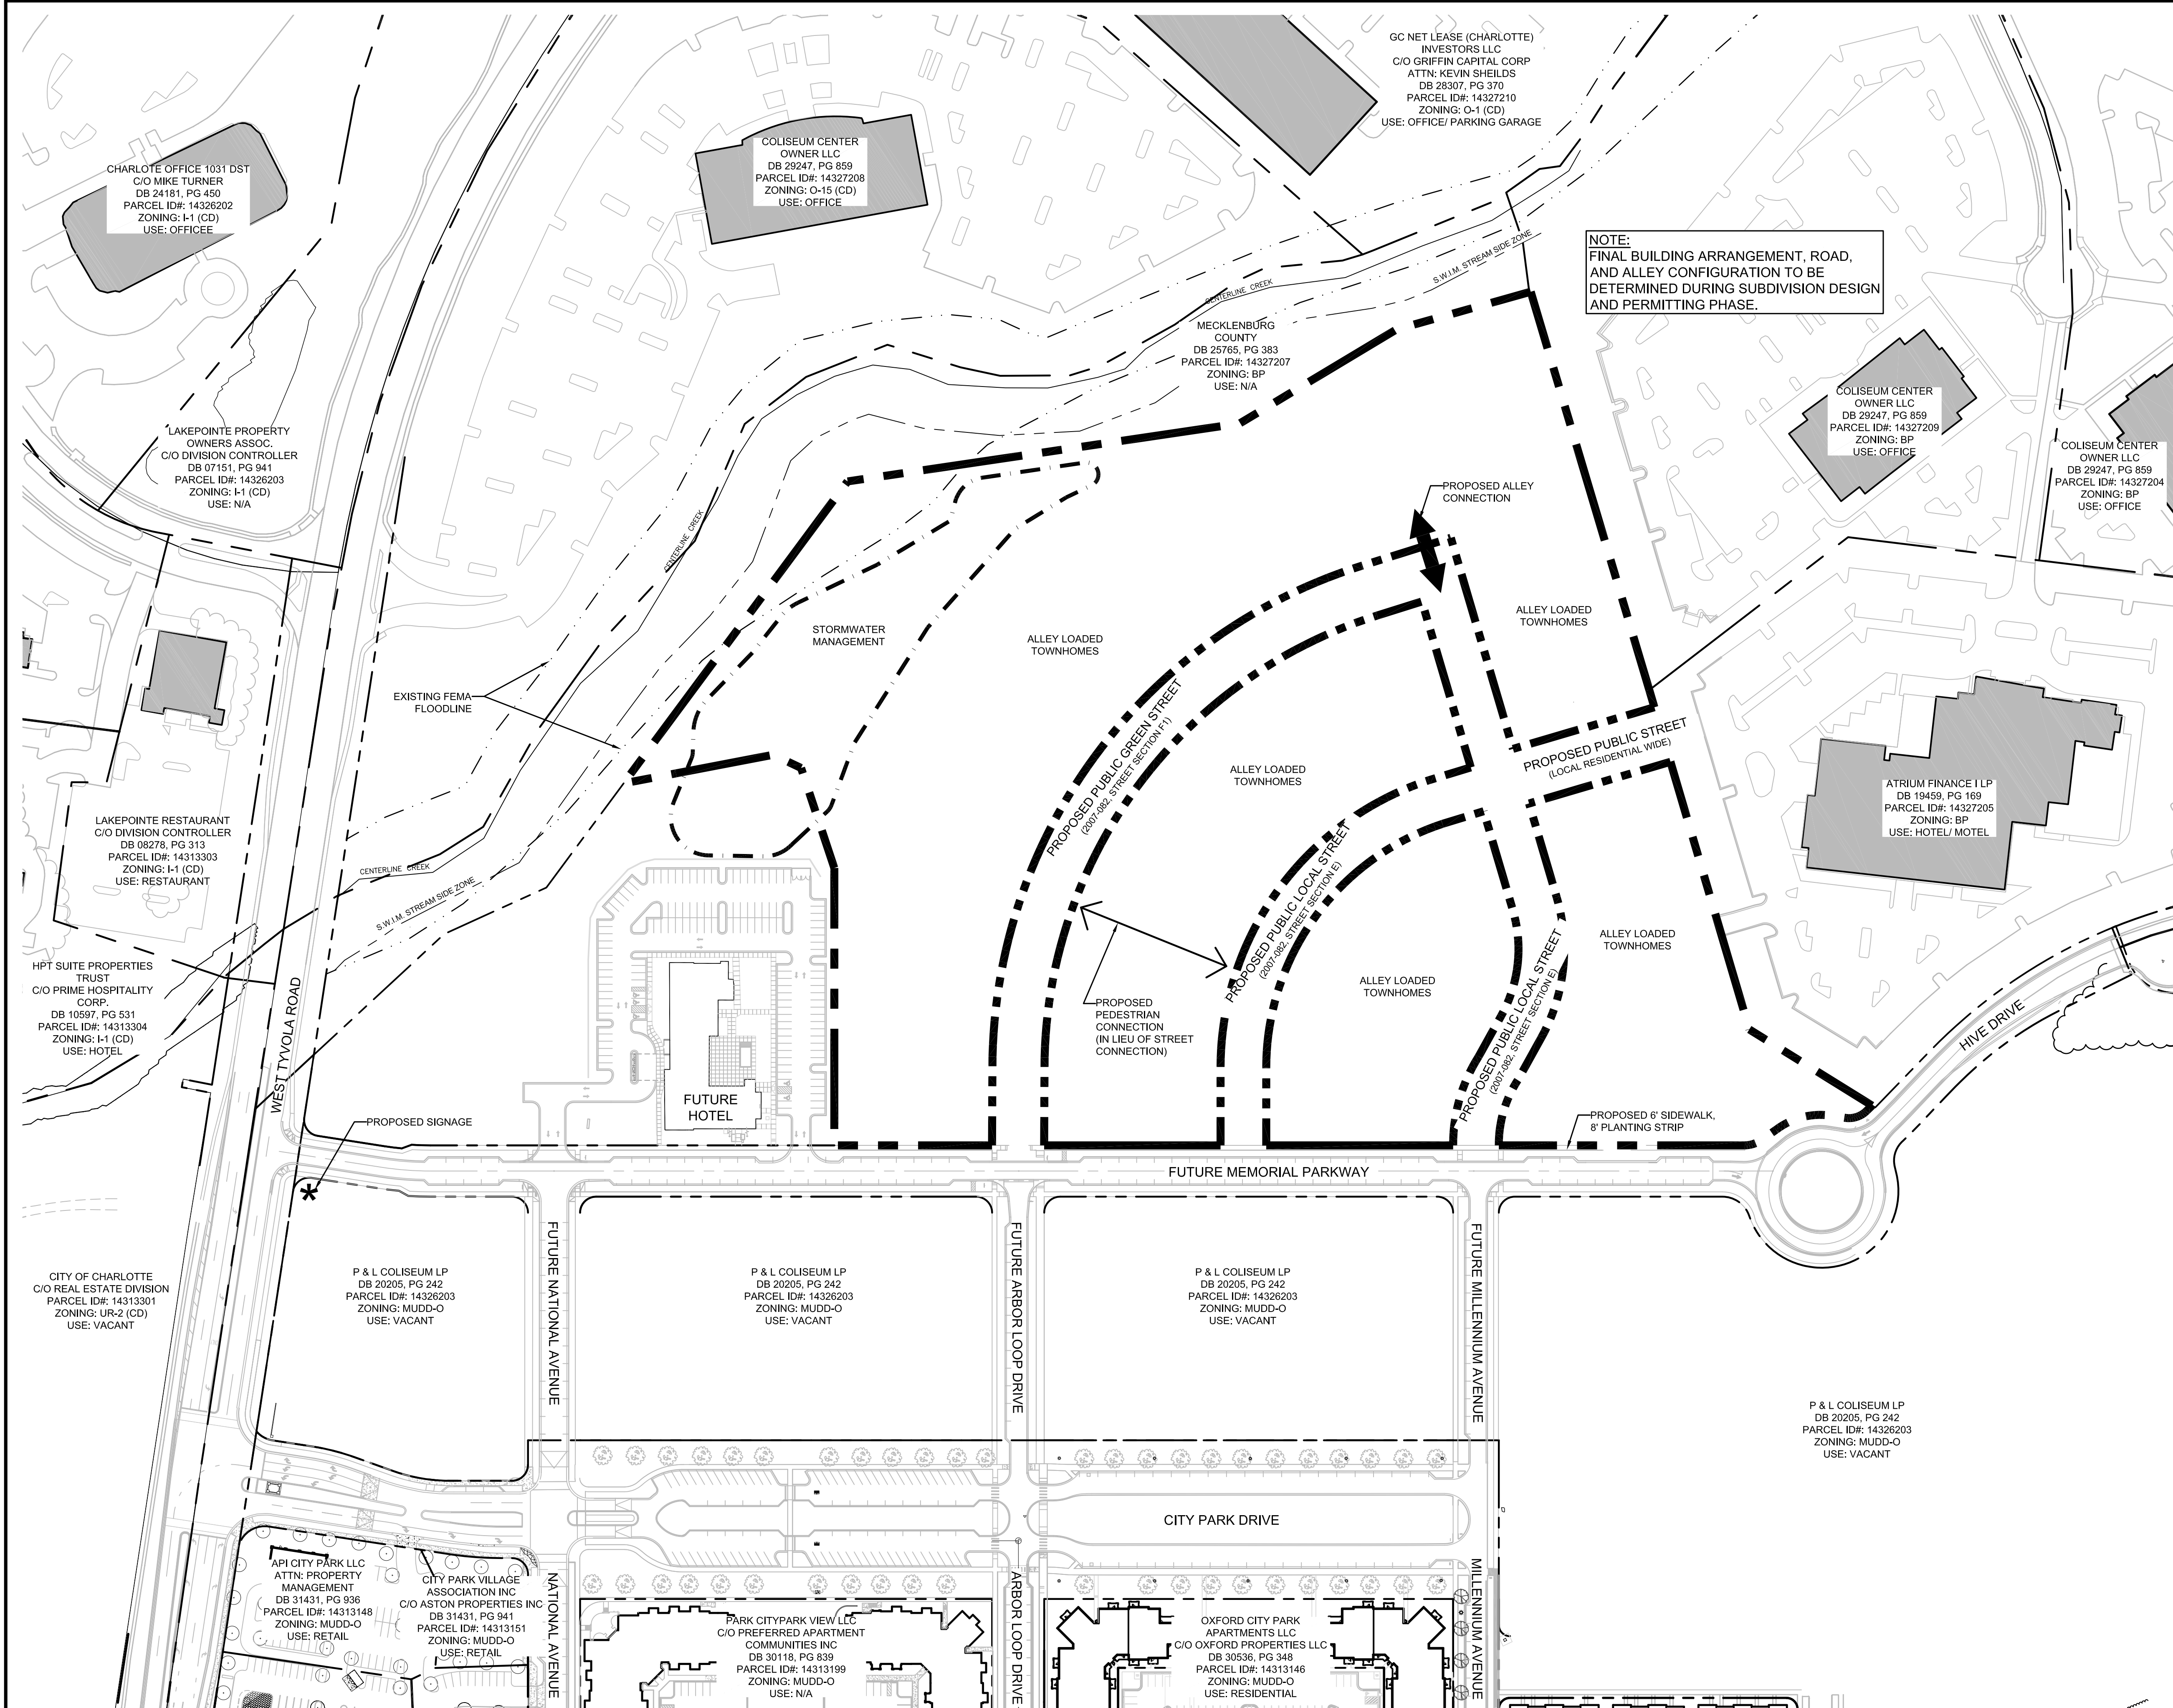 GC NET LEASE (CHARLOTTE)
INVESTORS LLC
C/O GRIFFIN CAPITAL CORP
ATTN: KEVIN SHEILDS
DB 28307, PG 370
PARCEL ID#: 14327210
ZONING: O-1 (CD)
USE: OFFICE/ PARKING GARAGE
COLISEUM CENTER
OWNER LLC
DB 29247, PG 859
PARCEL ID#: 14327208
ZONING: O-15 (CD)
USE: OFFICE
CHARLOTE OFFICE 1031 DST
C/O MIKE TURNER
DB 24181, PG 450
PARCEL ID#: 14326202
ZONING: I-1 (CD)
USE: OFFICEE
NOTE:
FINAL BUILDING ARRANGEMENT, ROAD,
AND ALLEY CONFIGURATION TO BE
DETERMINED DURING SUBDIVISION DESIGN
AND PERMITTING PHASE.
S.W.I.M. STREAM SIDE ZONE
CENTERLINE CREEK
MECKLENBURG
COUNTY
DB 25765, PG 383
PARCEL ID#: 14327207
ZONING: BP
USE: N/A
COLISEUM CENTER
OWNER LLC
DB 29247, PG 859
PARCEL ID#: 14327209
ZONING: BP
USE: OFFICE
COLISEUM CENTER
OWNER LLC
DB 29247, PG 859
PARCEL ID#: 14327204
ZONING: BP
USE: OFFICE
LAKEPOINTE PROPERTY
OWNERS ASSOC.
C/O DIVISION CONTROLLER
DB 07151, PG 941
PARCEL ID#: 14326203
ZONING: I-1 (CD)
USE: N/A
PROPOSED ALLEY
CONNECTION
CENTERLINE CREEK
STORMWATER
MANAGEMENT
ALLEY LOADED
TOWNHOMES
ALLEY LOADED
TOWNHOMES
EXISTING FEMA
FLOODLINE
PROPOSED PUBLIC GREEN STREET
(2007-082, STREET SECTION F1)
PROPOSED PUBLIC STREET
(LOCAL RESIDENTIAL WIDE)
ALLEY LOADED
TOWNHOMES
ATRIUM FINANCE I LP
DB 19459, PG 169
PARCEL ID#: 14327205
ZONING: BP
USE: HOTEL/ MOTEL
LAKEPOINTE RESTAURANT
C/O DIVISION CONTROLLER
DB 08278, PG 313
PARCEL ID#: 14313303
ZONING: I-1 (CD)
USE: RESTAURANT
CENTERLINE CREEK
S.W.I.M. STREAM SIDE ZONE
PROPOSED PUBLIC LOCAL STREET
(2007-082, STREET SECTION E)
ALLEY LOADED
TOWNHOMES
ALLEY LOADED
TOWNHOMES
PROPOSED PUBLIC LOCAL STREET
(2007-082, STREET SECTION E)
HPT SUITE PROPERTIES
TRUST
C/O PRIME HOSPITALITY
CORP.
DB 10597, PG 531
PARCEL ID#: 14313304
ZONING: I-1 (CD)
USE: HOTEL
WEST TYVOLA ROAD
PROPOSED
PEDESTRIAN
CONNECTION
(IN LIEU OF STREET
CONNECTION)
HIVE DRIVE
FUTURE
HOTEL
PROPOSED SIGNAGE
*
PROPOSED 6' SIDEWALK,
8' PLANTING STRIP
FUTURE MEMORIAL PARKWAY
CITY OF CHARLOTTE
C/O REAL ESTATE DIVISION
PARCEL ID#: 14313301
ZONING: UR-2 (CD)
USE: VACANT
P & L COLISEUM LP
DB 20205, PG 242
PARCEL ID#: 14326203
ZONING: MUDD-O
USE: VACANT
FUTURE NATIONAL AVENUE
P & L COLISEUM LP
DB 20205, PG 242
PARCEL ID#: 14326203
ZONING: MUDD-O
USE: VACANT
FUTURE ARBOR LOOP DRIVE
P & L COLISEUM LP
DB 20205, PG 242
PARCEL ID#: 14326203
ZONING: MUDD-O
USE: VACANT
FUTURE MILLENNIUM AVENUE
P & L COLISEUM LP
DB 20205, PG 242
PARCEL ID#: 14326203
ZONING: MUDD-O
USE: VACANT
CITY PARK DRIVE
API CITY PARK LLC
ATTN: PROPERTY
MANAGEMENT
DB 31431, PG 936
PARCEL ID#: 14313148
ZONING: MUDD-O
USE: RETAIL
CITY PARK VILLAGE
ASSOCIATION INC
C/O ASTON PROPERTIES INC
DB 31431, PG 941
PARCEL ID#: 14313151
ZONING: MUDD-O
USE: RETAIL
NATIONAL AVENUE
PARK CITYPARK VIEW LLC
C/O PREFERRED APARTMENT
COMMUNITIES INC
DB 30118, PG 839
PARCEL ID#: 14313199
ZONING: MUDD-O
USE: N/A
ARBOR LOOP DRIVE
OXFORD CITY PARK
APARTMENTS LLC
C/O OXFORD PROPERTIES LLC
DB 30536, PG 348
PARCEL ID#: 14313146
ZONING: MUDD-O
USE: RESIDENTIAL
MILLENNIUM AVENUE